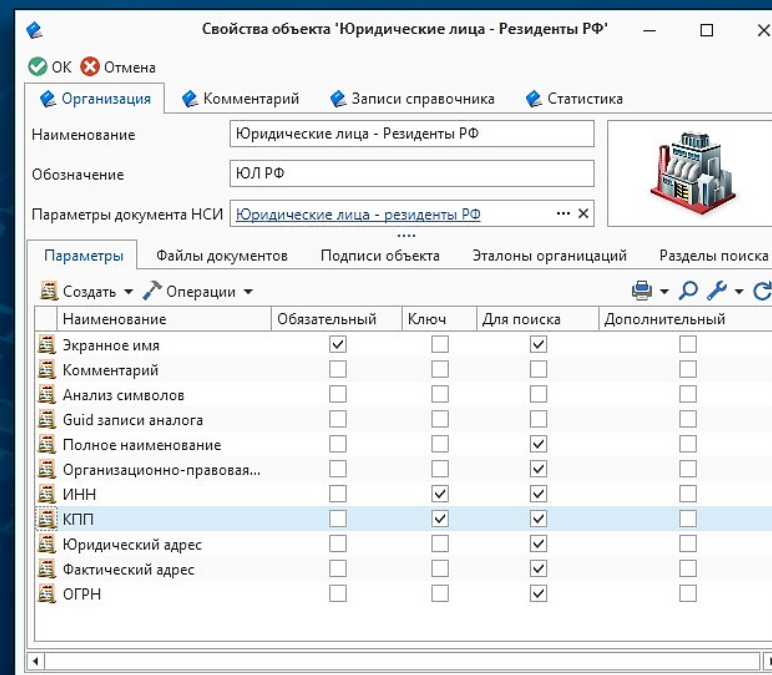 Свойства объекта 'Юридические лица - Резиденты РФ'
ОК Отмена
Организация Комментарий Записи справочника Статистика
Наименование Юридические лица - Резиденты РФ
Обозначение ЮЛ РФ
Параметры документа НСИ Юридические лица - резиденты РФ
Параметры Файлы документов Подписи объекта Эталоны организаций Разделы поиска
Создать Операции
Наименование Обязательный Ключ Для поиска Дополнительный
Экранное имя
Комментарий
Анализ символов
Guid записи аналога
Полное наименование
Организационно-правовая...
ИНН
КПП
Юридический адрес
Фактический адрес
ОГРН